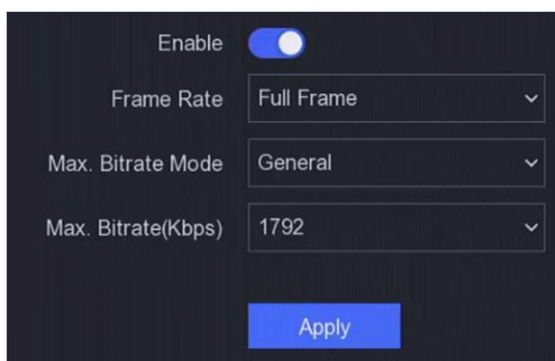 Enable
Frame Rate Full Frame
Max. Bitrate Mode General
Max. Bitrate(Kbps) 1792
Apply